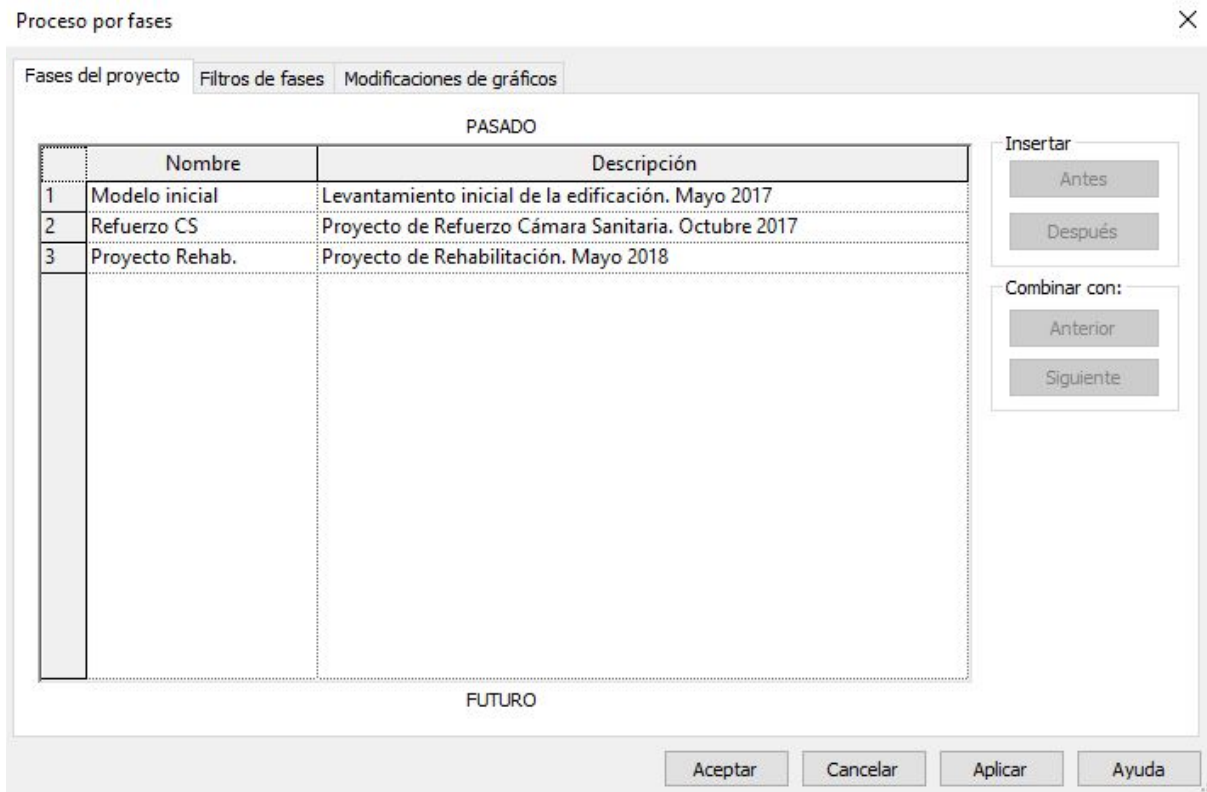 Proceso por fases
Fases del proyecto Filtros de fases Modificaciones de gráficos
PASADO
Nombre Descripción
1 Modelo inicial Levantamiento inicial de la edificación. Mayo 2017
2 Refuerzo CS Proyecto de Refuerzo Cámara Sanitaria. Octubre 2017
3 Proyecto Rehab. Proyecto de Rehabilitación. Mayo 2018
FUTURO
Insertar
Antes
Después
Combinar con:
Anterior
Siguiente
Aceptar Cancelar Aplicar Ayuda